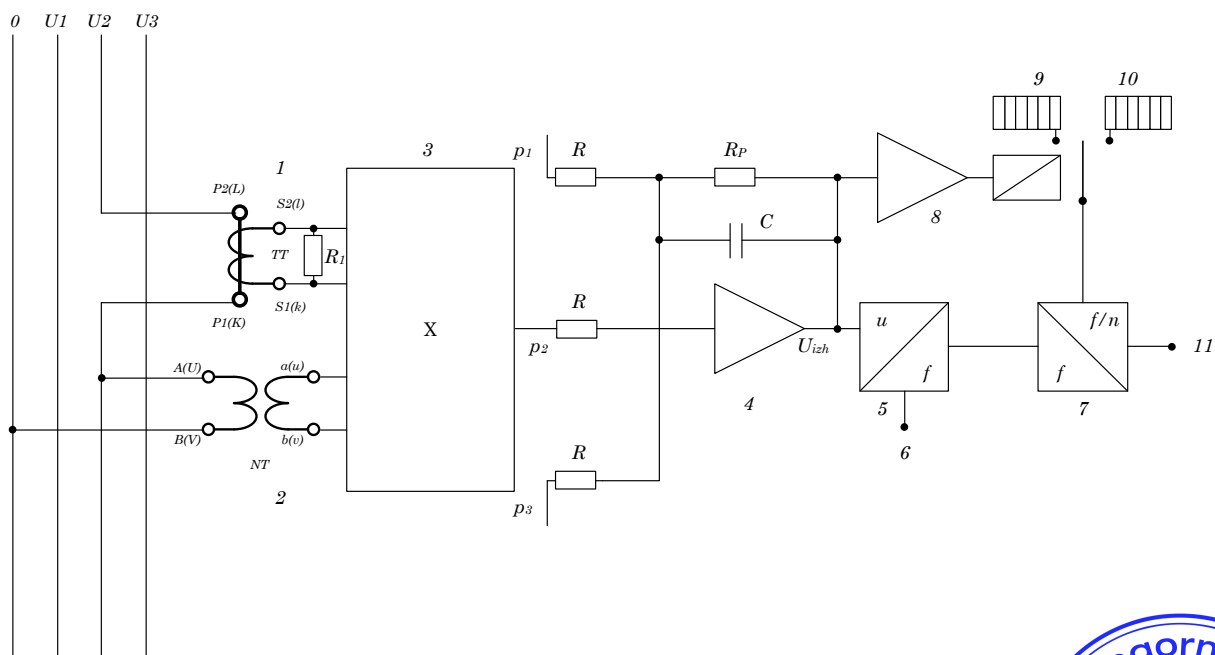 0 U1 U2 U3
9 10
1 3 p1 R RP
P2(L)
S2(l)
8
TT R1
C
S1(k)
P1(K)
X
R
p2
Uizh
u
f
f/n
f
11
A(U) a(u)
4 5 7
B(V) b(v)
6
NT
R
2
p3